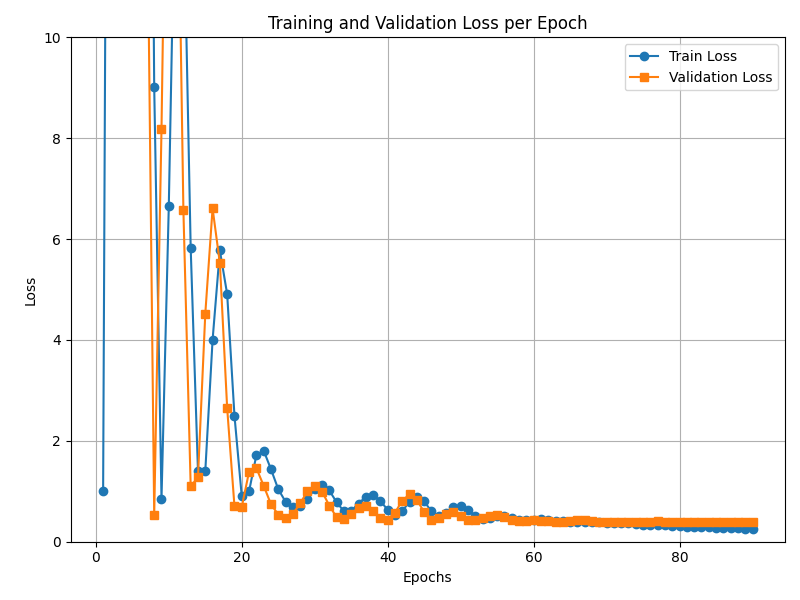 Training and Validation Loss per Epoch
Train Loss
Validation Loss
10
8
6
4
2
0
Loss
0 20 40 60 80
Epochs